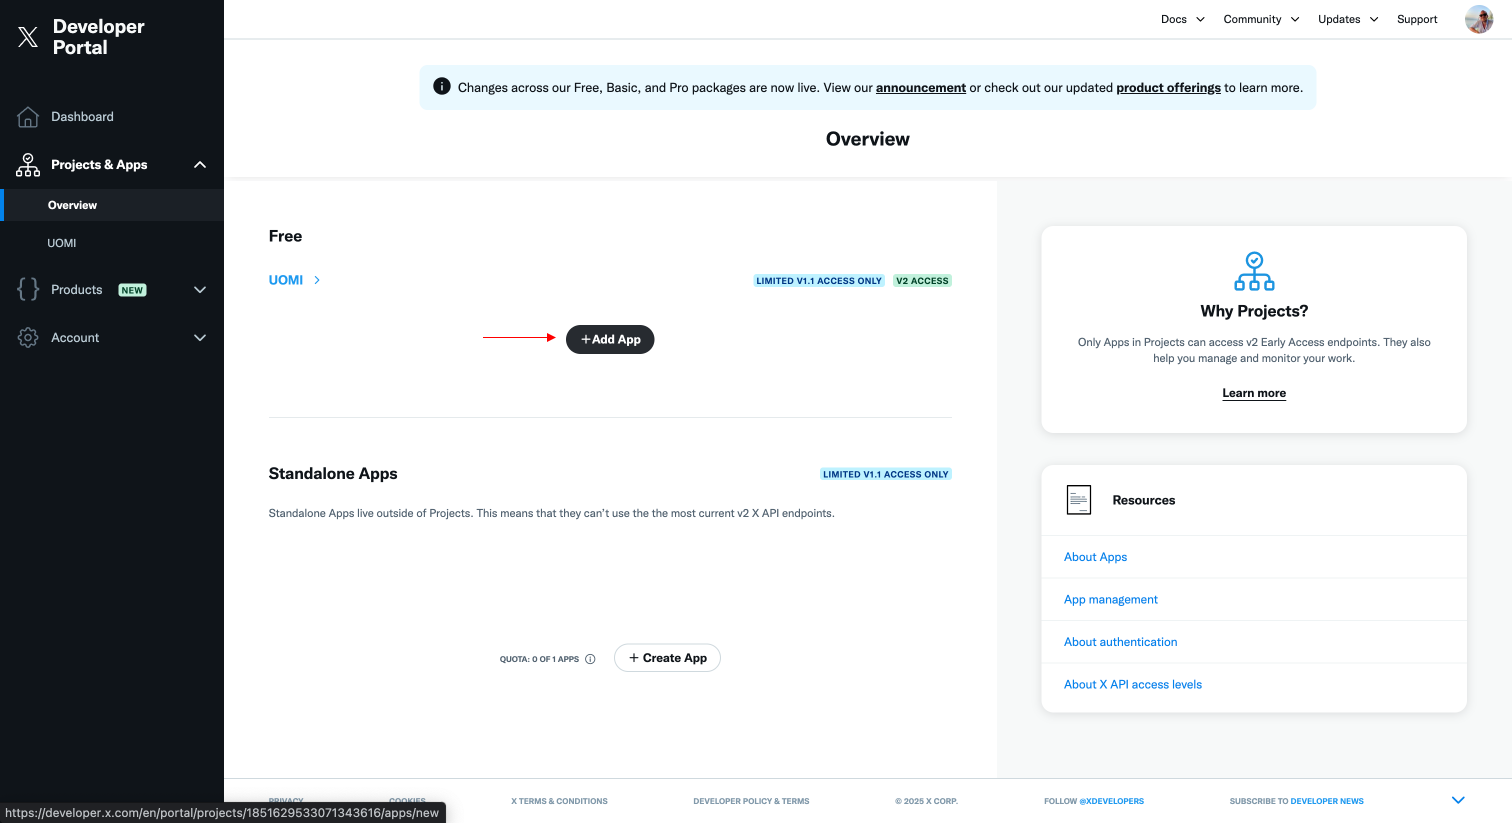 Developer
Portal
Docs
Community
Updates
Support
Dashboard
Projects & Apps
Overview
UOMI
Products
NEW
Account
Changes across our Free, Basic, and Pro packages are now live. View our announcement or check out our updated product offerings to learn more.
Overview
Free
UOMI
LIMITED V1.1 ACCESS ONLY
V2 ACCESS
+Add App
Standalone Apps
LIMITED V1.1 ACCESS ONLY
Standalone Apps live outside of Projects. This means that they can't use the the most current v2 X API endpoints.
QUOTA: 0 OF 1 APPS
+ Create App
Why Projects?
Only Apps in Projects can access v2 Early Access endpoints. They also
help you manage and monitor your work.
Learn more
Resources
About Apps
App management
About authentication
About X API access levels
PRIVACY
COOKIES
X TERMS & CONDITIONS
DEVELOPER POLICY & TERMS
© 2025 X CORP.
FOLLOW @XDEVELOPERS
SUBSCRIBE TO DEVELOPER NEWS
https://developer.x.com/en/portal/projects/1851629533071343616/apps/new